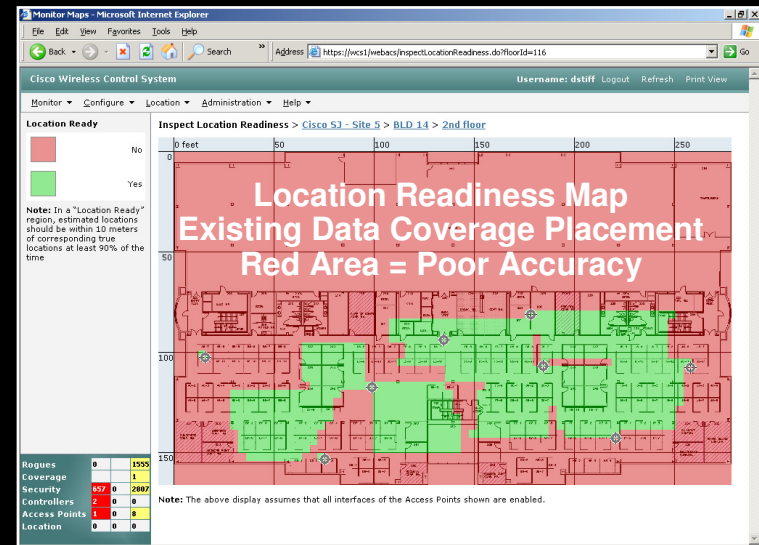 Monitor Maps - Microsoft Internet Explorer
File Edit View Favorites Tools Help
Back Search » Address https://wcs1/webacs/inspectLocationReadiness.do?floorId=116 Go
Cisco Wireless Control System
Username: dstiff Logout Refresh Print View
Monitor Configure Location Administration Help
Location Ready
No
Yes
Note: In a "Location Ready"
region, estimated locations
should be within 10 meters
of corresponding true
locations at least 90% of the
time
Inspect Location Readiness > Cisco SJ - Site 5 > BLD 14 > 2nd floor
0 feet 50 100 150 200 250
0
50
100
150
Location Readiness Map
Existing Data Coverage Placement
Red Area = Poor Accuracy
Note: The above display assumes that all interfaces of the Access Points shown are enabled.
Rogues 0 1555
Coverage 1
Security 657 0 2807
Controllers 2 0 0
Access Points 1 0 8
Location 0 0 0